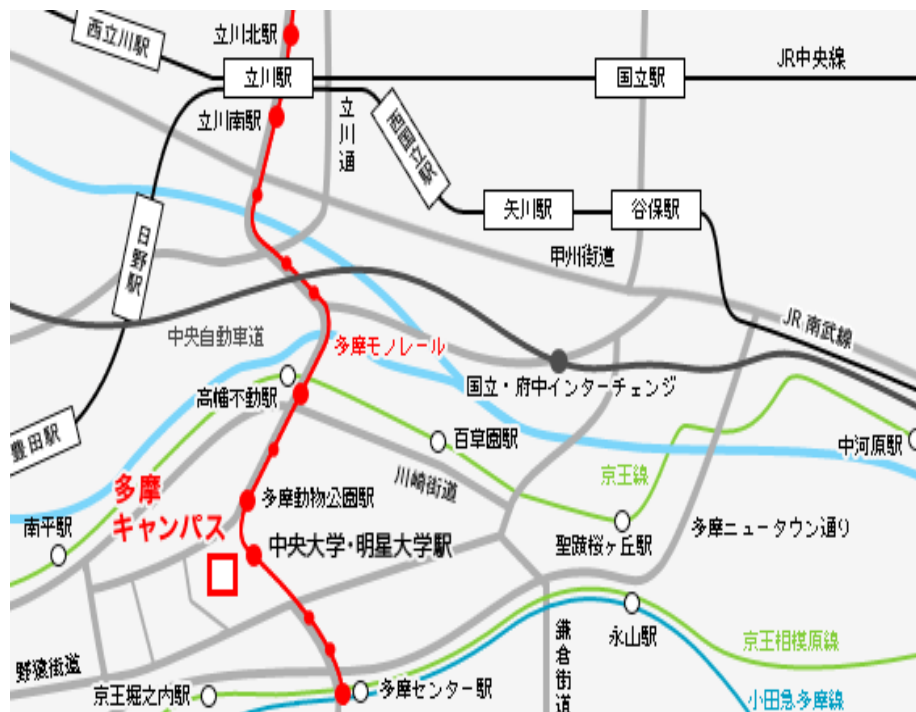 立川北駅
西立川駅
立川駅
国立駅
JR中央線
立川南駅
立川通
西国立駅
矢川駅
谷保駅
日野駅
甲州街道
中央自動車道
多摩モノレール
JR 南武線
国立・府中インターチェンジ
高幡不動駅
豊田駅
百草園駅
中河原駅
川崎街道
京王線
多摩
キャンパス
多摩動物公園駅
南平駅
中央大学・明星大学駅
聖蹟桜ヶ丘駅
多摩ニュータウン通り
永山駅
鎌倉街道
京王相模原線
野猿街道
京王堀之内駅
多摩センター駅
小田急多摩線